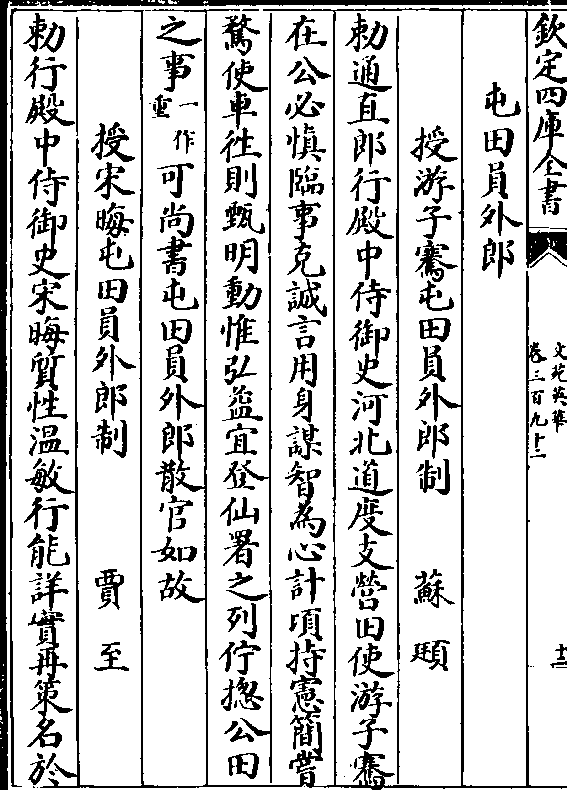 欽定四庫全書
文苑英華
卷三百九十二
十三
屯田員外郎
授游子騫屯田員外郎制 蘇頲
勅通直郎行殿中侍御史河北道度支營田使游子騫
在公必慎臨事克誠言用身謀智為心計頃持憲簡嘗
騖使車徃則甄明動惟弘益宜登仙署之列佇揔公田
之事一作重可尚書屯田員外郎散官如故
授宋晦屯田員外郎制 賈至
勅行殿中侍御史宋晦質性温敏行能詳實再策名於